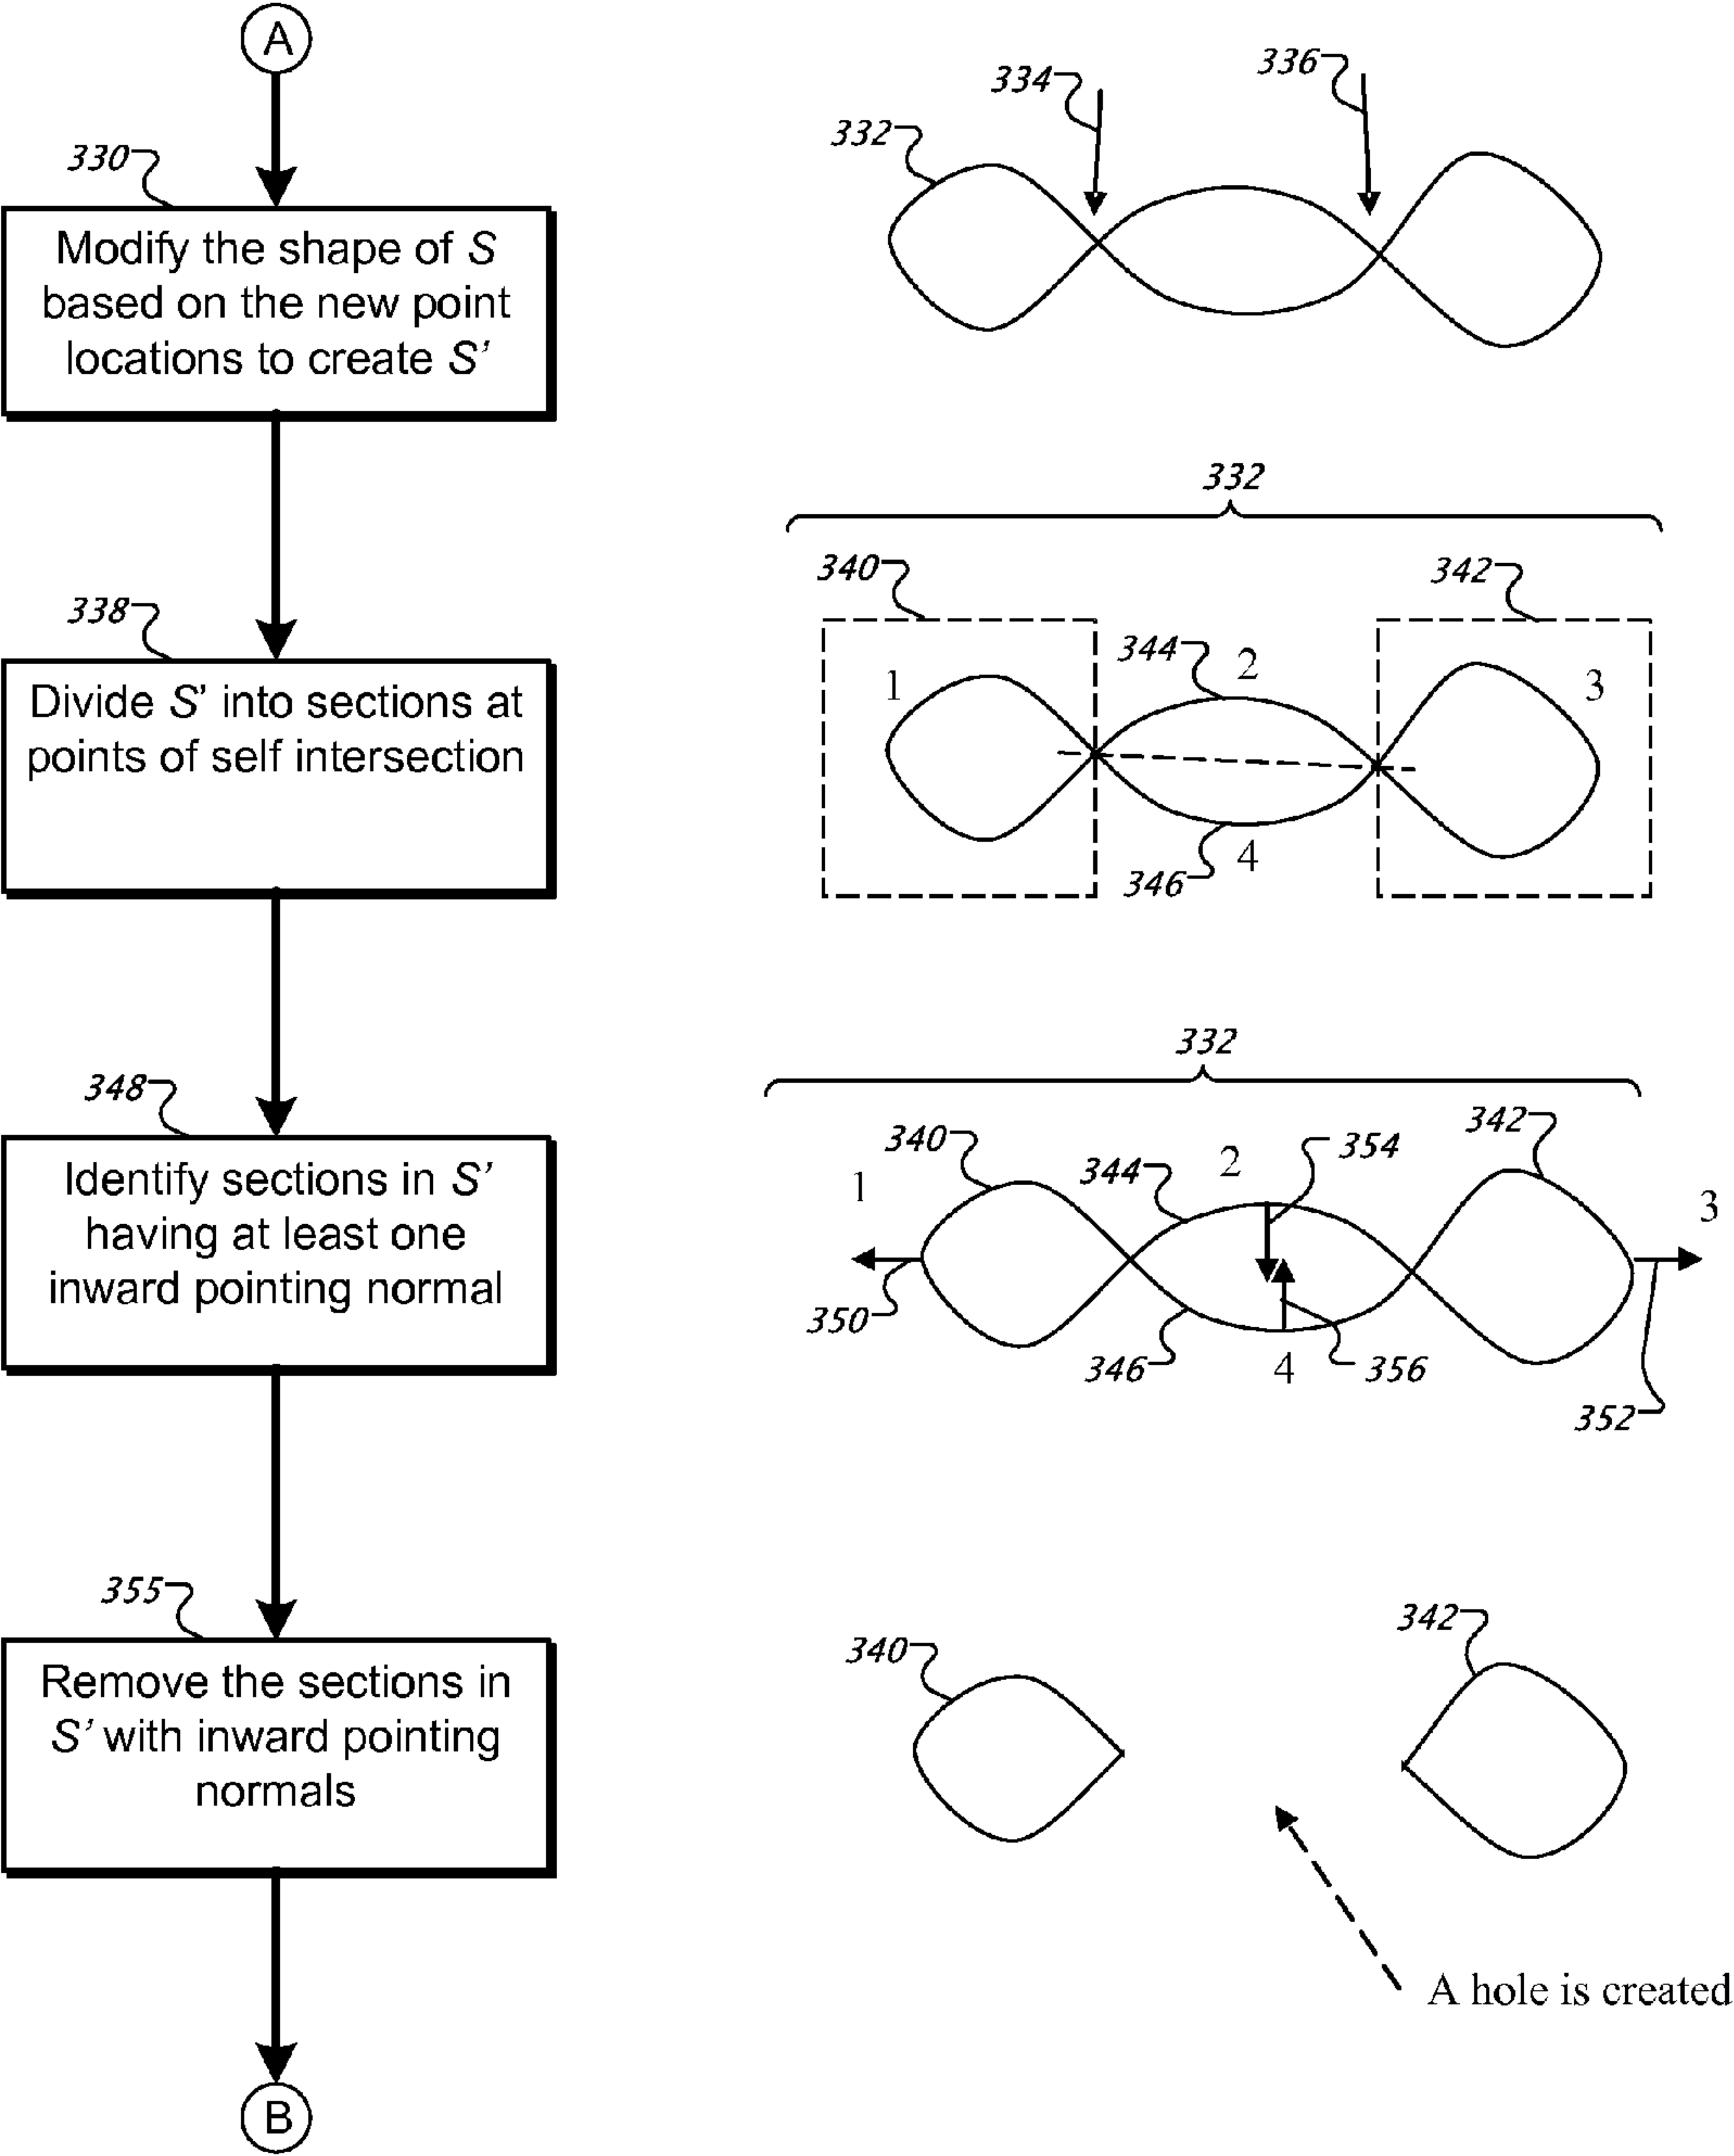 A
330
Modify the shape of S
based on the new point
locations to create S’
334
336
332
338
Divide S’ into sections at
points of self intersection
332
340
342
344
1
2
3
346
4
348
Identify sections in S’
having at least one
inward pointing normal
332
340
342
344
2
354
1
3
350
346
4
356
352
355
Remove the sections in
S’ with inward pointing
normals
340
342
A hole is created
B